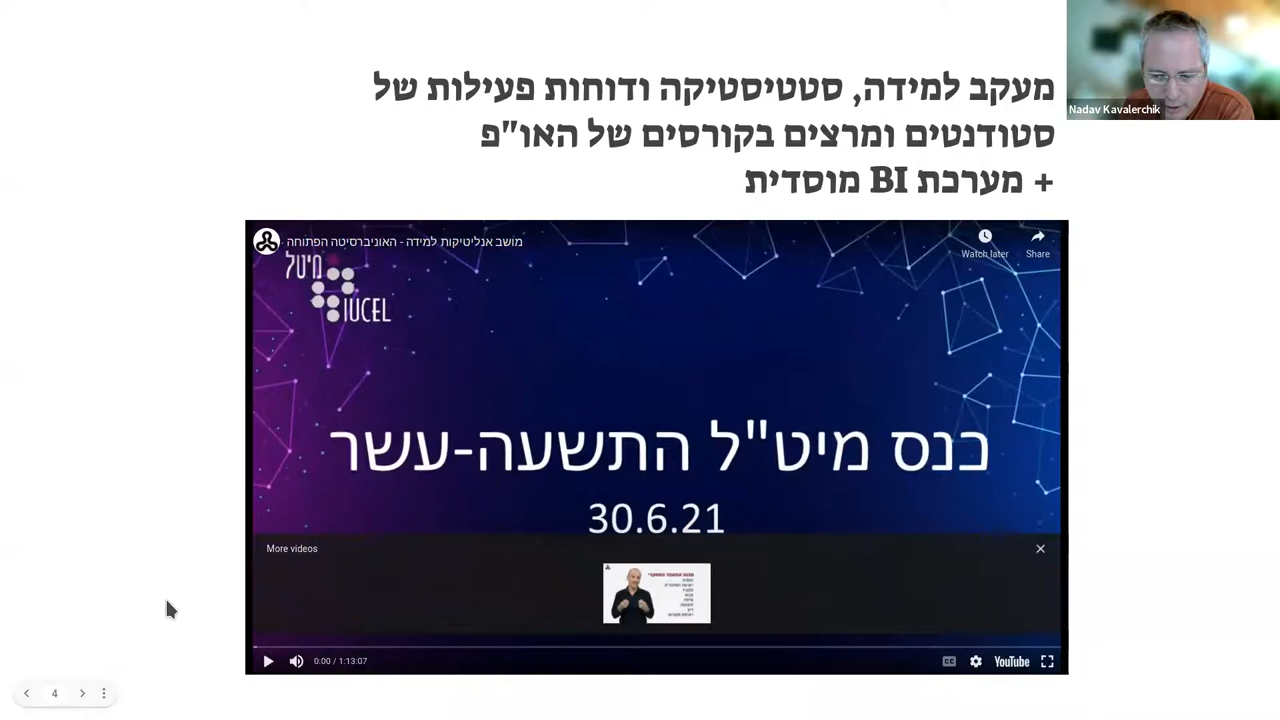 מעקב למידה, סטטיסטיקה ודוחות פעילות של
סטודנטים ומרצים בקורסים של האו"פ
+ מערכת BI מוסדית
Nadav Kavalerchik
מושב אנליטיקות למידה - האוניברסיטה הפתוחה
Watch later
Share
מיטל
IUCEL
כנס מיט"ל התשעה-עשר
30.6.21
More videos
0:00 / 1:13:07
CC
YouTube
4